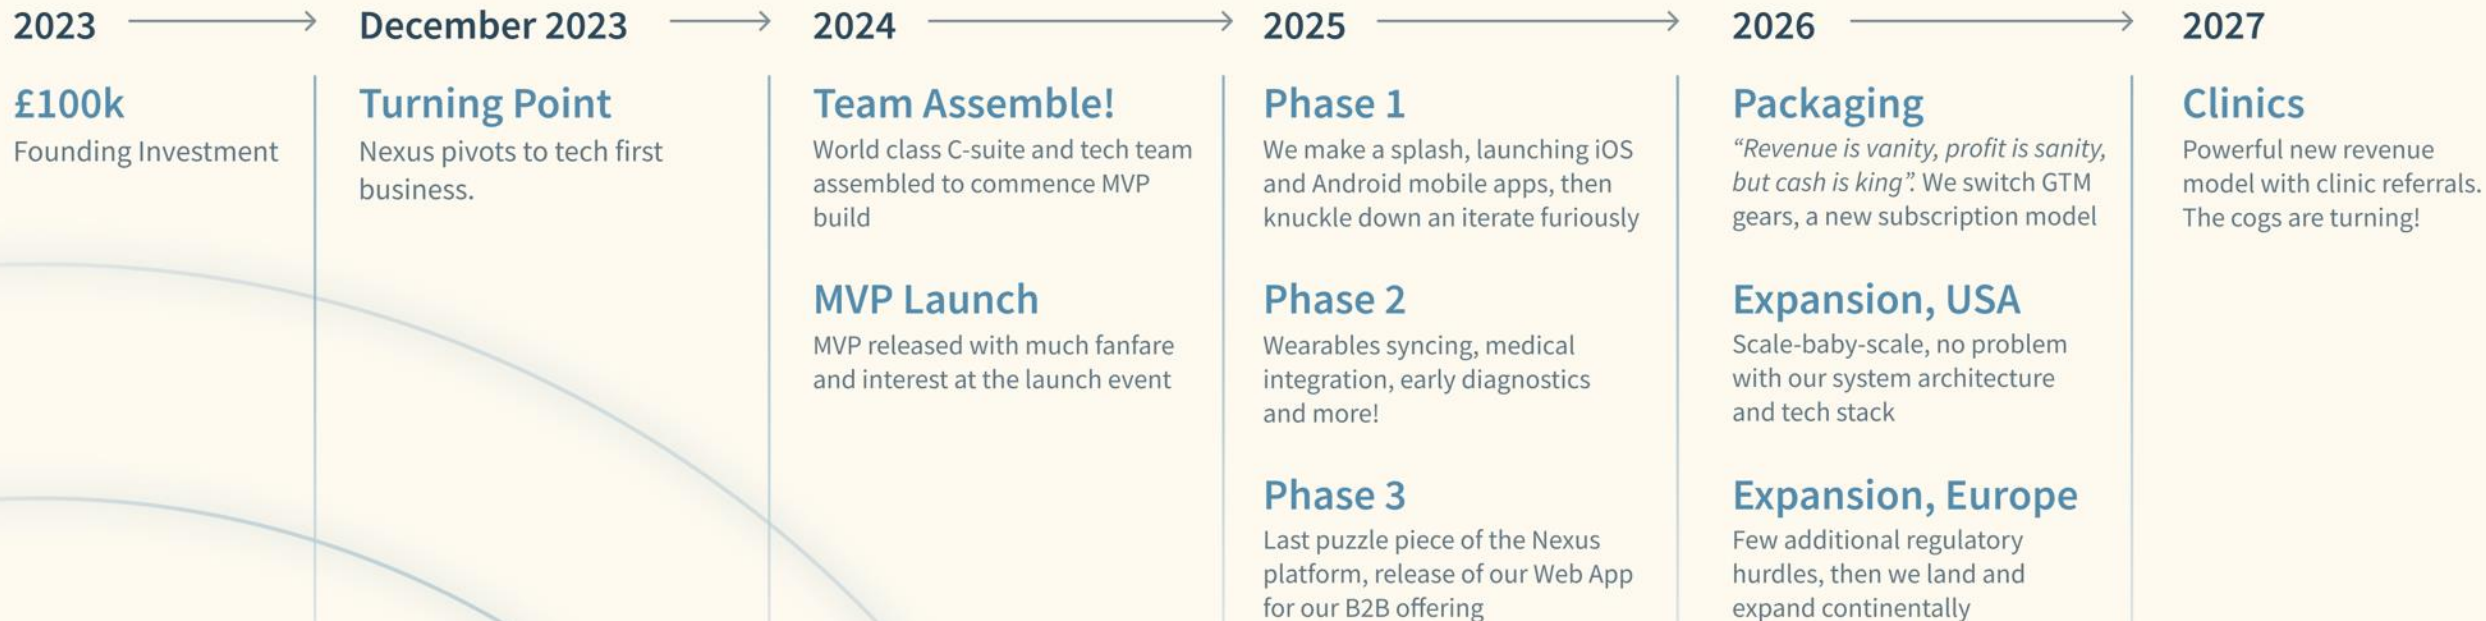 2023
£100k
Founding Investment
December 2023
Turning Point
Nexus pivots to tech first
business.
2024
Team Assemble!
World class C-suite and tech team
assembled to commence MVP
build
MVP Launch
MVP released with much fanfare
and interest at the launch event
2025
Phase 1
We make a splash, launching iOS
and Android mobile apps, then
knuckle down an iterate furiously
Phase 2
Wearables syncing, medical
integration, early diagnostics
and more!
Phase 3
Last puzzle piece of the Nexus
platform, release of our Web App
for our B2B offering
2026
Packaging
“Revenue is vanity, profit is sanity,
but cash is king”. We switch GTM
gears, a new subscription model
Expansion, USA
Scale-baby-scale, no problem
with our system architecture
and tech stack
Expansion, Europe
Few additional regulatory
hurdles, then we land and
expand continentally
2027
Clinics
Powerful new revenue
model with clinic referrals.
The cogs are turning!